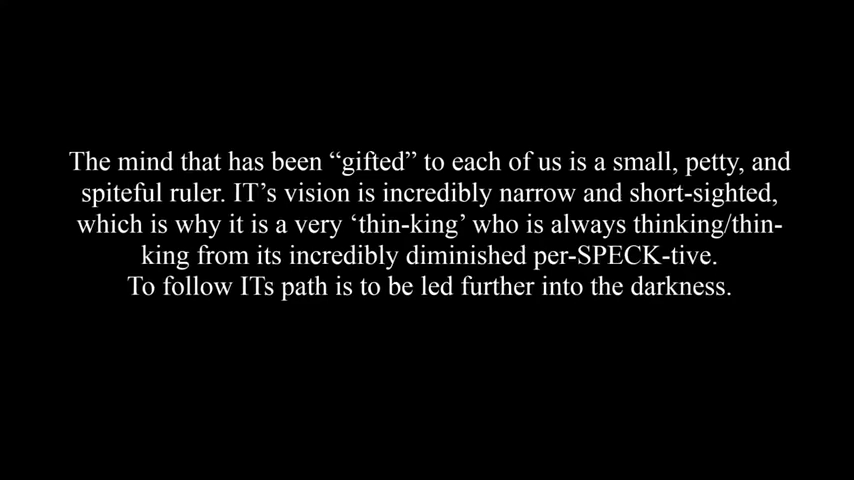 The mind that has been “gifted” to each of us is a small, petty, and
spiteful ruler. IT’s vision is incredibly narrow and short-sighted,
which is why it is a very ‘thin-king’ who is always thinking/thin-
king from its incredibly diminished per-SPECK-tive.
To follow ITs path is to be led further into the darkness.